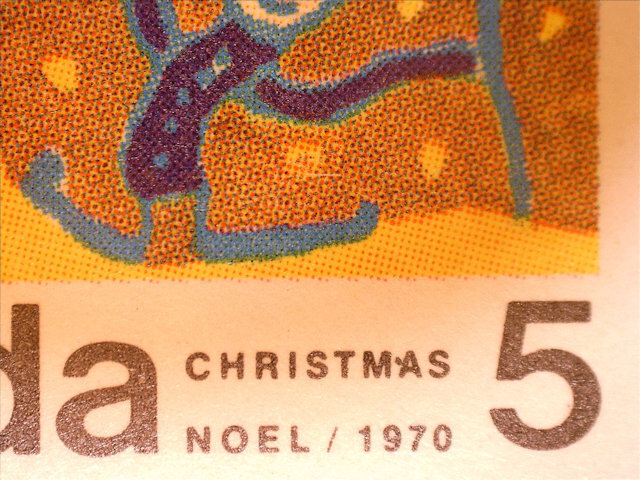 da CHRISTMAS 5
NOEL / 1970